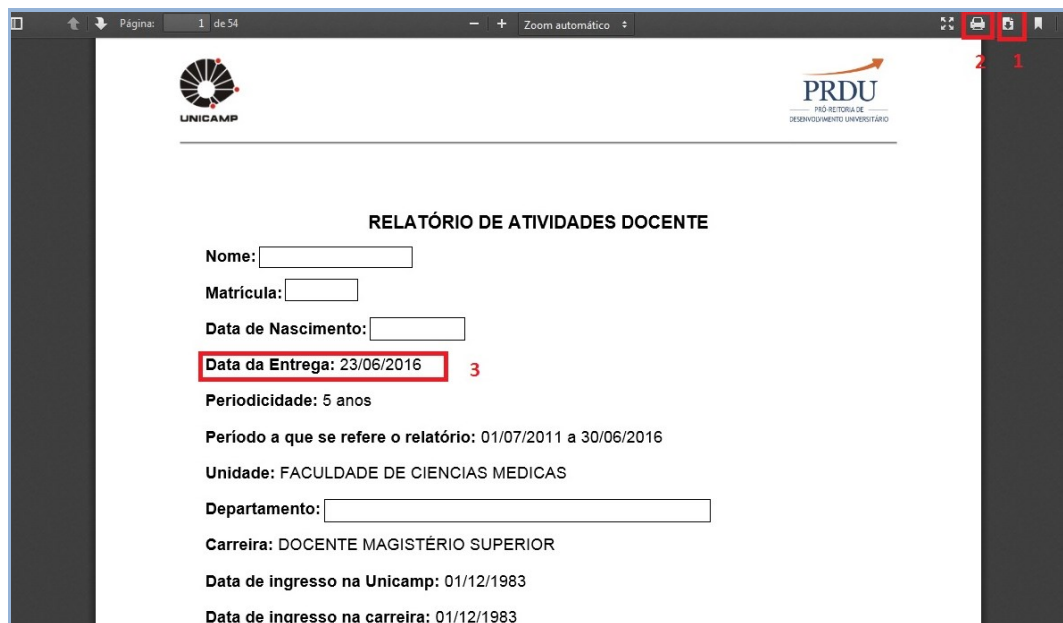 Página: 1 de 54 − + Zoom automático
2 1
UNICAMP
PRDU
PRÓ-REITORIA DE
DESENVOLVIMENTO UNIVERSITÁRIO
RELATÓRIO DE ATIVIDADES DOCENTE
Nome:
Matrícula:
Data de Nascimento:
Data da Entrega: 23/06/2016 3
Periodicidade: 5 anos
Período a que se refere o relatório: 01/07/2011 a 30/06/2016
Unidade: FACULDADE DE CIENCIAS MEDICAS
Departamento:
Carreira: DOCENTE MAGISTÉRIO SUPERIOR
Data de ingresso na Unicamp: 01/12/1983
Data de ingresso na carreira: 01/12/1983